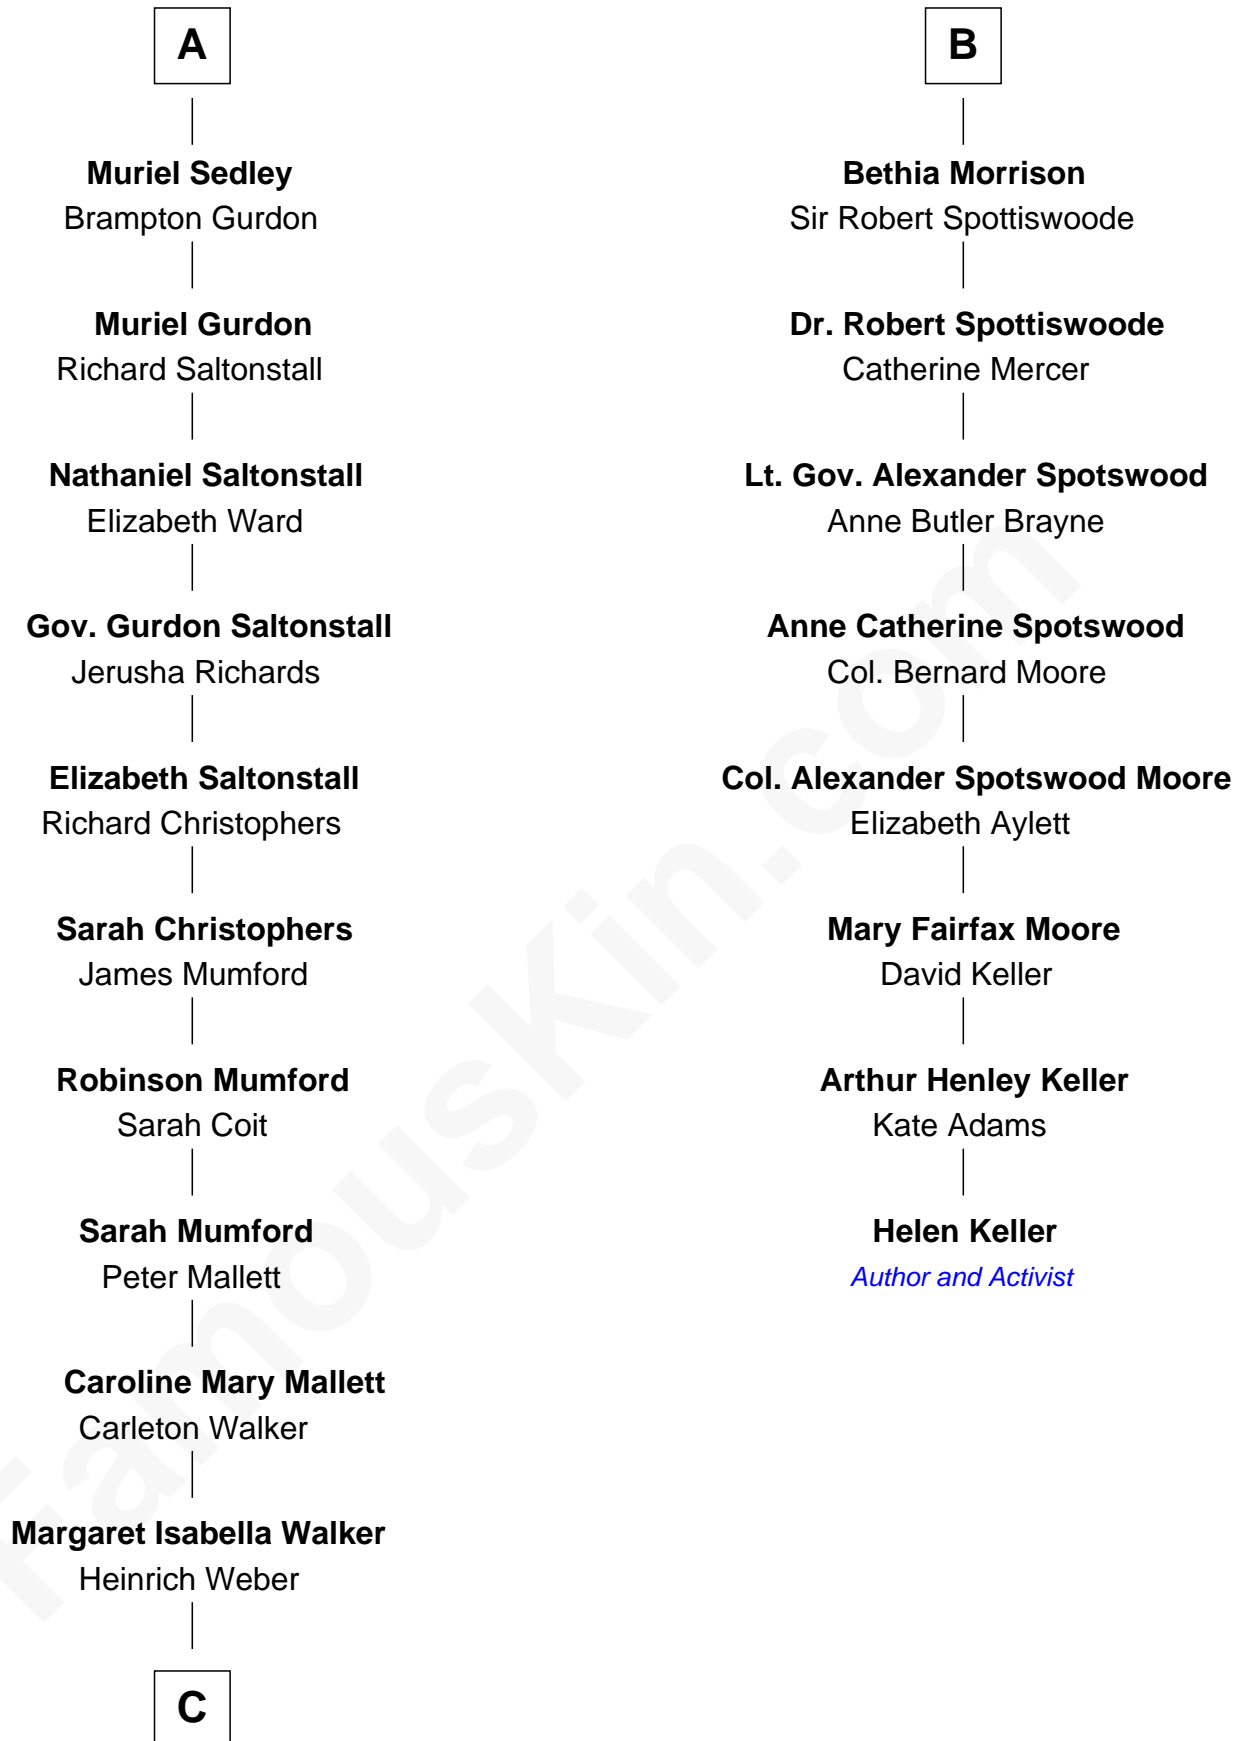 A
Muriel Sedley
Brampton Gurdon
Muriel Gurdon
Richard Saltonstall
Nathaniel Saltonstall
Elizabeth Ward
Gov. Gurdon Saltonstall
Jerusha Richards
Elizabeth Saltonstall
Richard Christophers
Sarah Christophers
James Mumford
Robinson Mumford
Sarah Coit
Sarah Mumford
Peter Mallett
Caroline Mary Mallett
Carleton Walker
Margaret Isabella Walker
Heinrich Weber
C
B
Bethia Morrison
Sir Robert Spottiswoode
Dr. Robert Spottiswoode
Catherine Mercer
Lt. Gov. Alexander Spotswood
Anne Butler Brayne
Anne Catherine Spotswood
Col. Bernard Moore
Col. Alexander Spotswood Moore
Elizabeth Aylett
Mary Fairfax Moore
David Keller
Arthur Henley Keller
Kate Adams
Helen Keller
Author and Activist
FamousKin.com